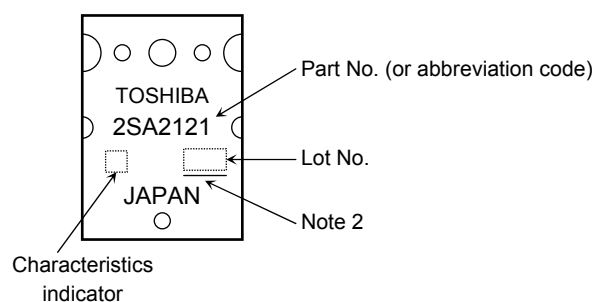 TOSHIBA
2SA2121
JAPAN
Part No. (or abbreviation code)
Lot No.
Note 2
Characteristics
indicator